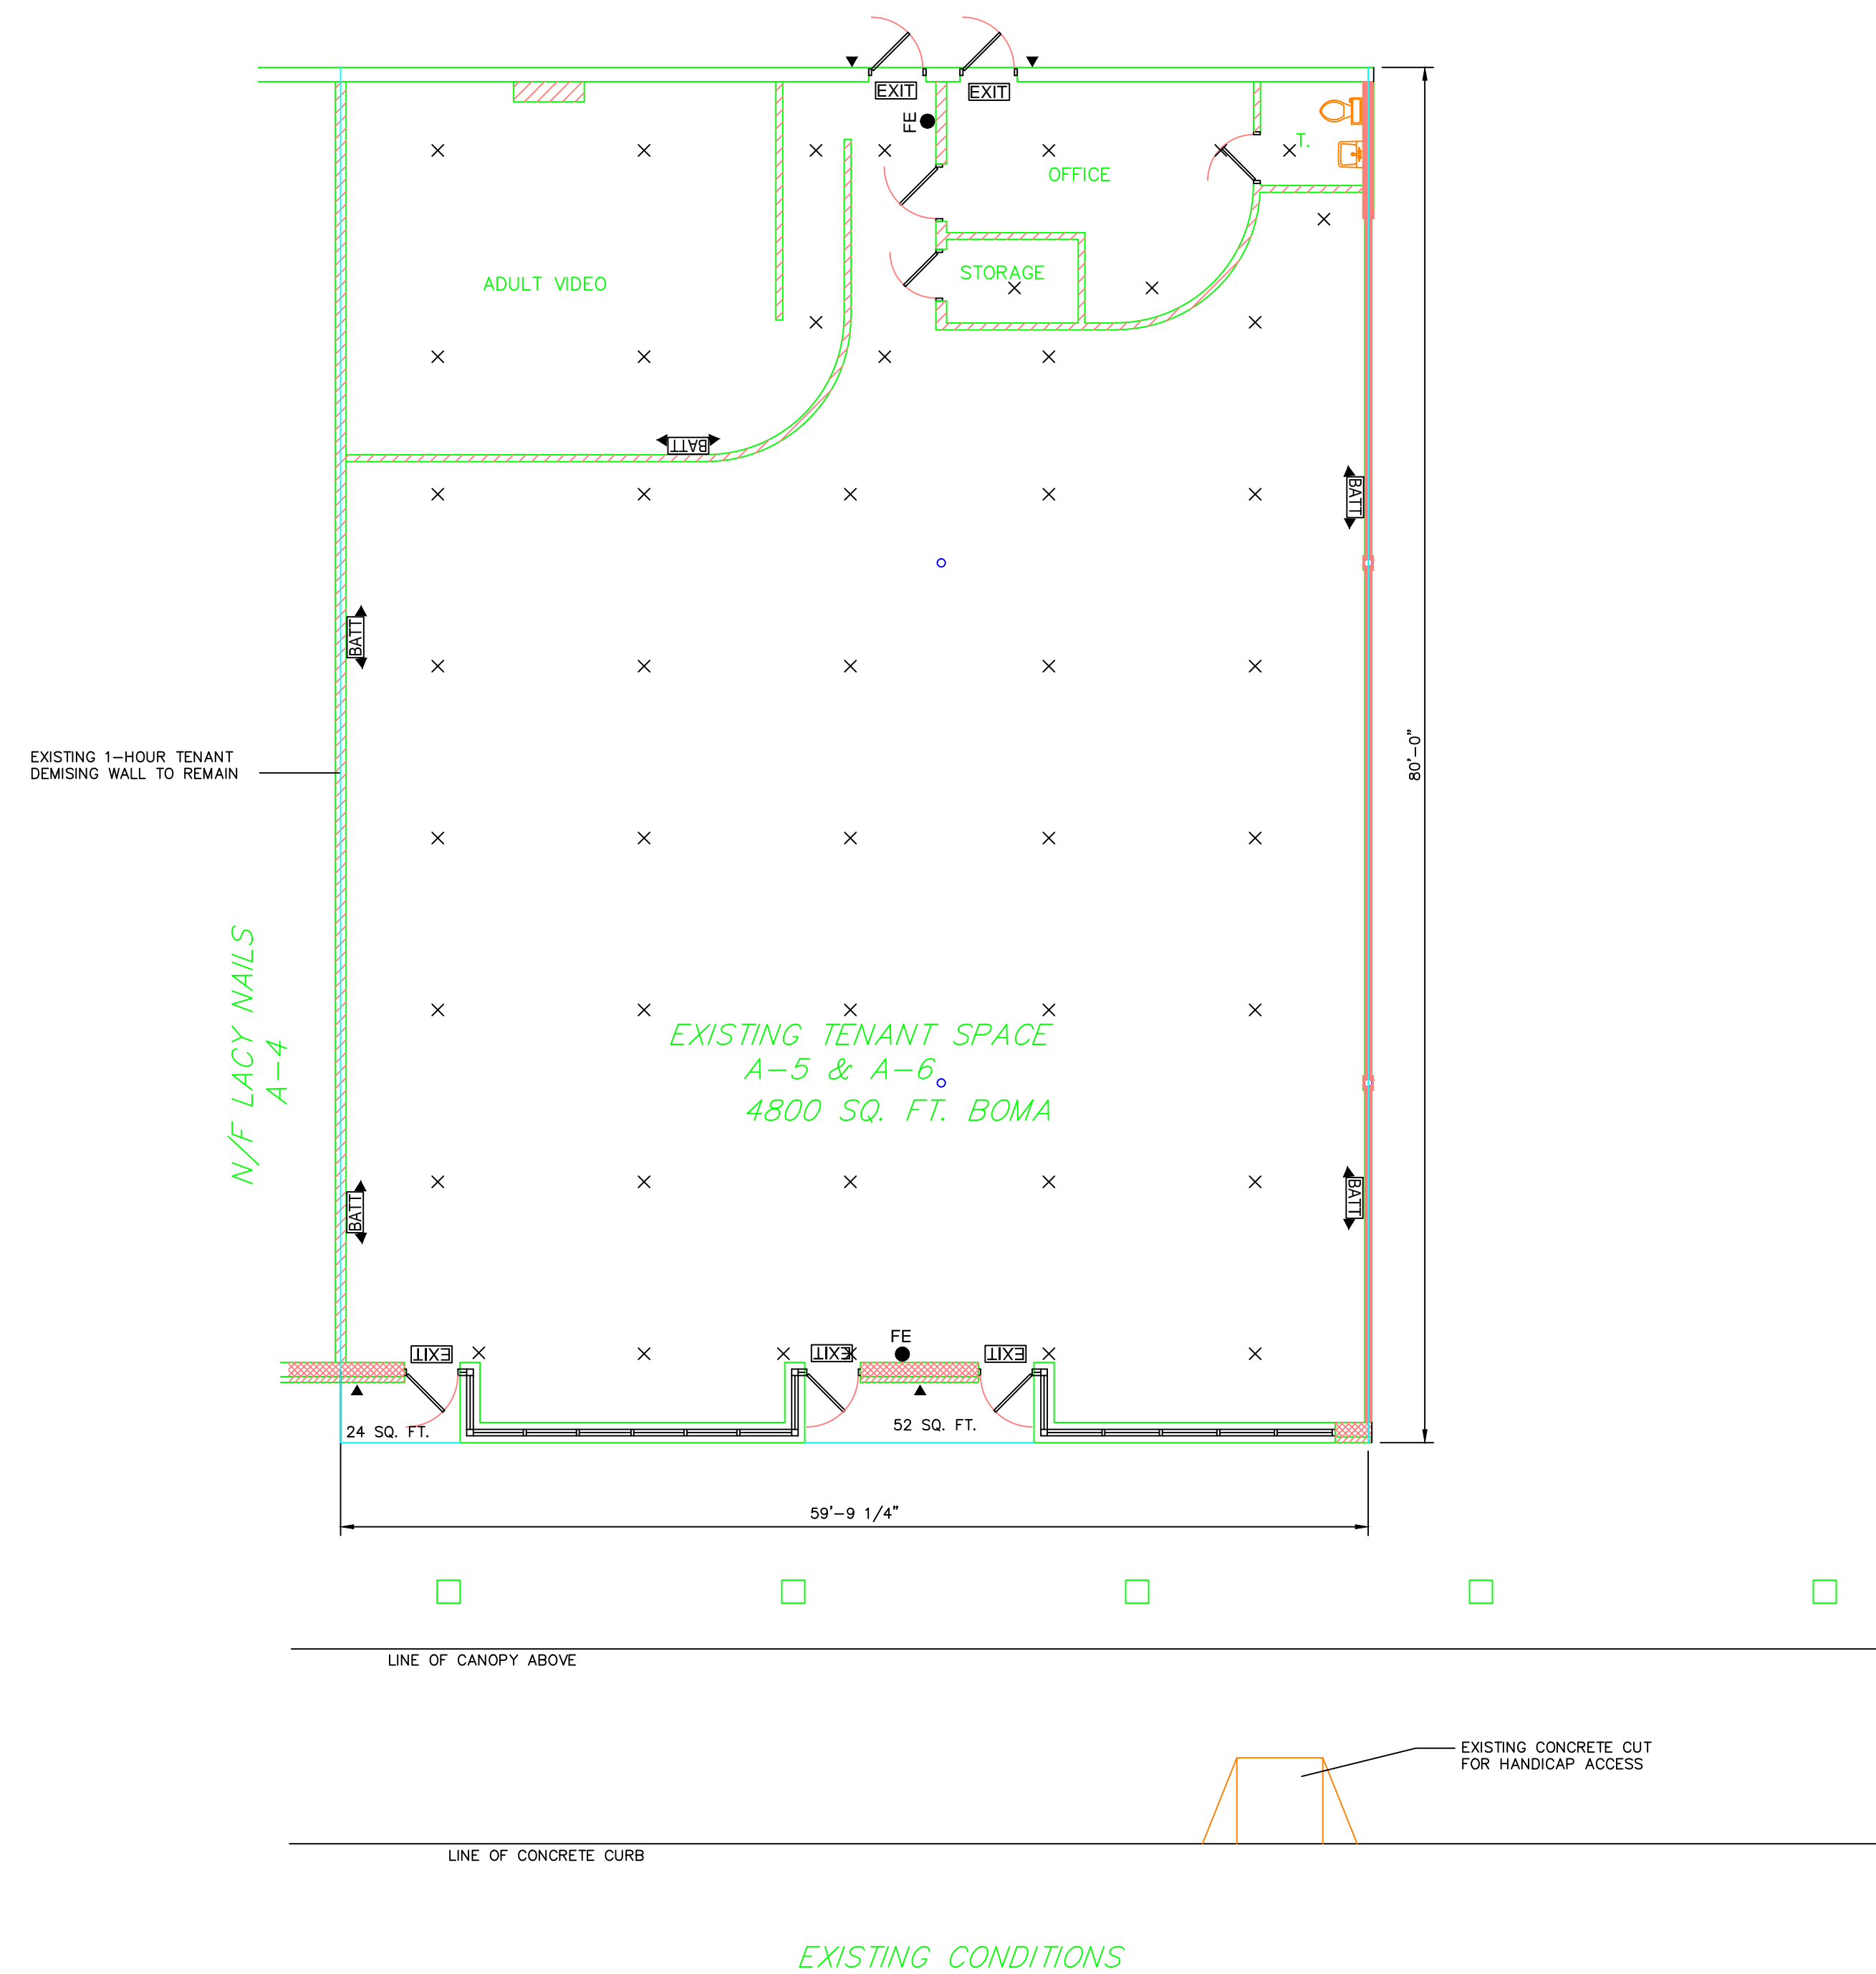 EXIT
EXIT
FE
T.
OFFICE
STORAGE
ADULT VIDEO
BATT
BATT
BATT
EXISTING 1-HOUR TENANT
DEMISING WALL TO REMAIN
80'-0"
N/F LACY NAILS
A-4
EXISTING TENANT SPACE
A-5 & A-6
4800 SQ. FT. BOMA
BATT
BATT
FE
EXIT
EXIT
EXIT
24 SQ. FT.
52 SQ. FT.
59'-9 1/4"
LINE OF CANOPY ABOVE
EXISTING CONCRETE CUT
FOR HANDICAP ACCESS
LINE OF CONCRETE CURB
EXISTING CONDITIONS